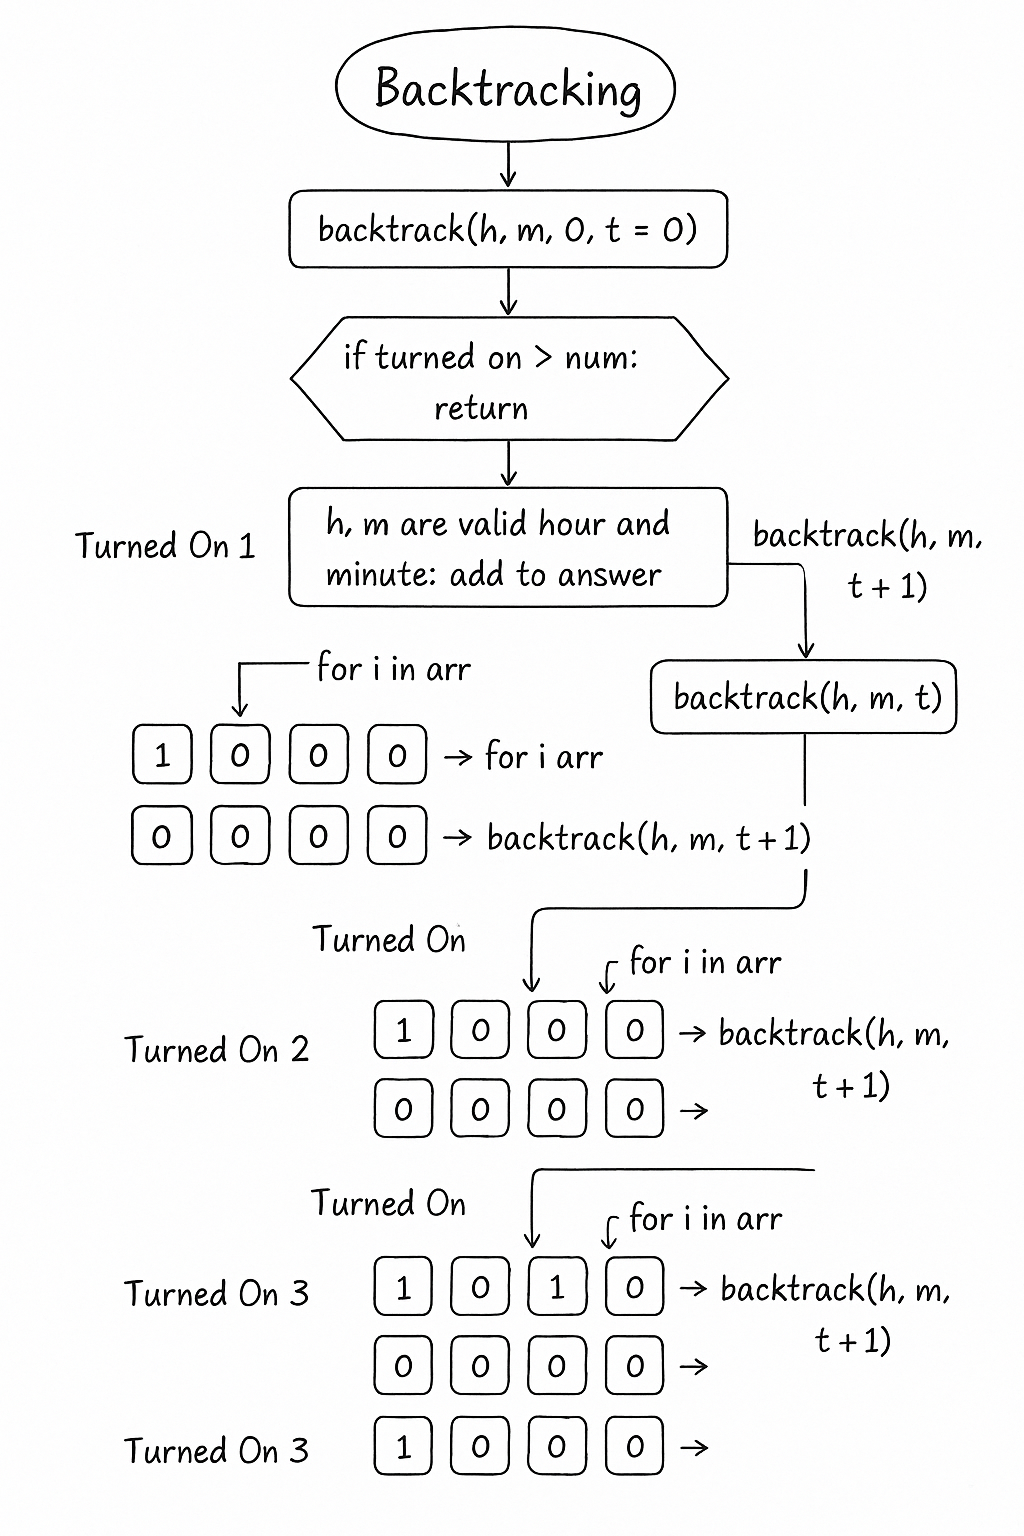 Backtracking
backtrack(h, m, 0, t = 0)
if turned on > num:
return
Turned On 1
h, m are valid hour and
minute: add to answer
backtrack(h, m,
t + 1)
for i in arr
backtrack(h, m, t)
1 0 0 0 → for i arr
0 0 0 0 → backtrack(h, m, t + 1)
Turned On
for i in arr
Turned On 2
1 0 0 0 → backtrack(h, m,
t + 1)
0 0 0 0 →
Turned On
for i in arr
Turned On 3
1 0 1 0 → backtrack(h, m,
t + 1)
0 0 0 0 →
Turned On 3
1 0 0 0 →